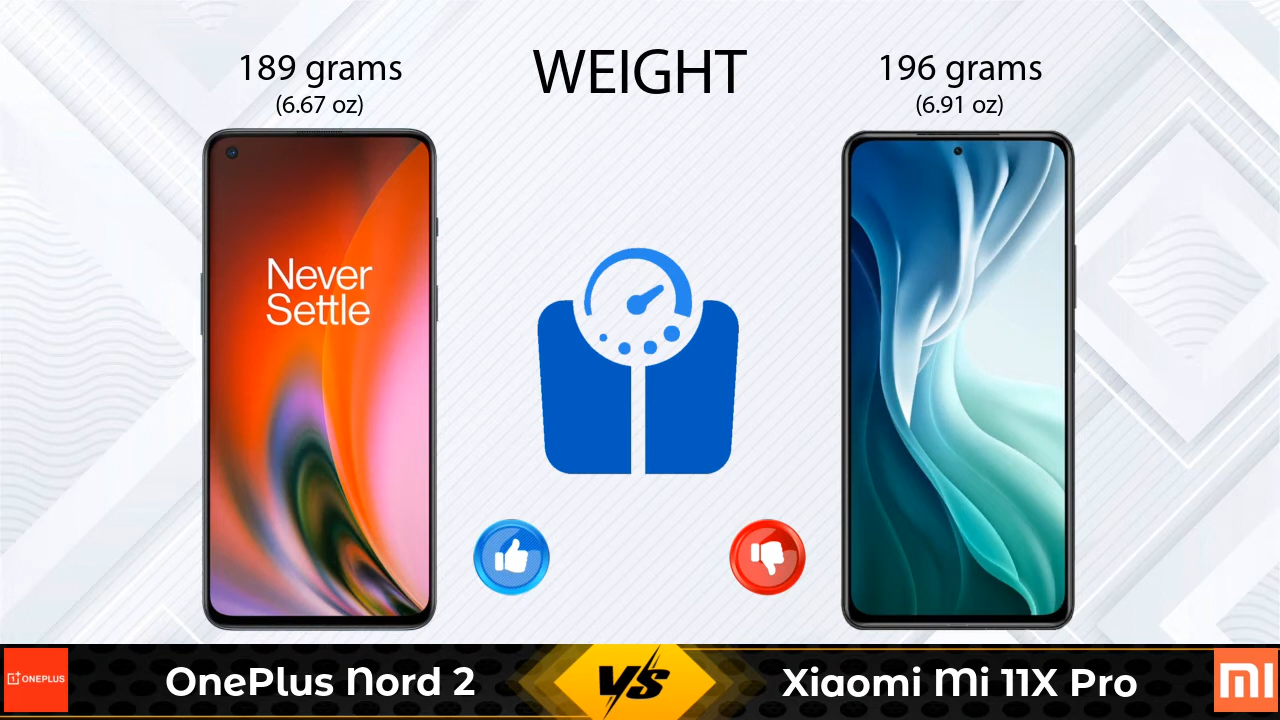 189 grams
(6.67 oz)
WEIGHT
196 grams
(6.91 oz)
Never
Settle
1+ ONEPLUS
OnePlus Nord 2
VS
Xiaomi Mi 11X Pro
mi